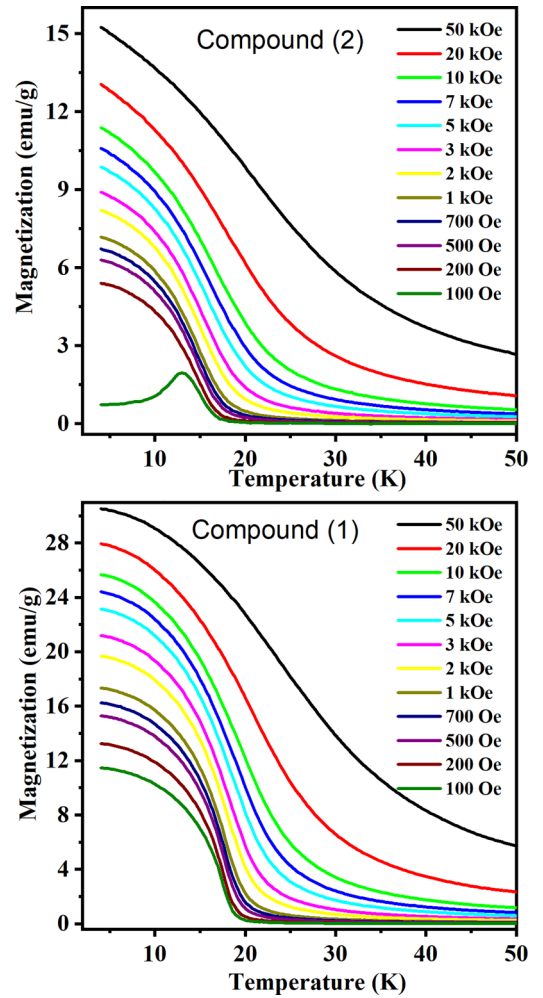 Compound (2)
50 kOe
20 kOe
10 kOe
7 kOe
5 kOe
3 kOe
2 kOe
1 kOe
700 Oe
500 Oe
200 Oe
100 Oe
Magnetization (emu/g)
15
12
9
6
3
0
10 20 30 40 50
Temperature (K)
Compound (1)
50 kOe
20 kOe
10 kOe
7 kOe
5 kOe
3 kOe
2 kOe
1 kOe
700 Oe
500 Oe
200 Oe
100 Oe
Magnetization (emu/g)
28
24
20
16
12
8
4
0
10 20 30 40 50
Temperature (K)